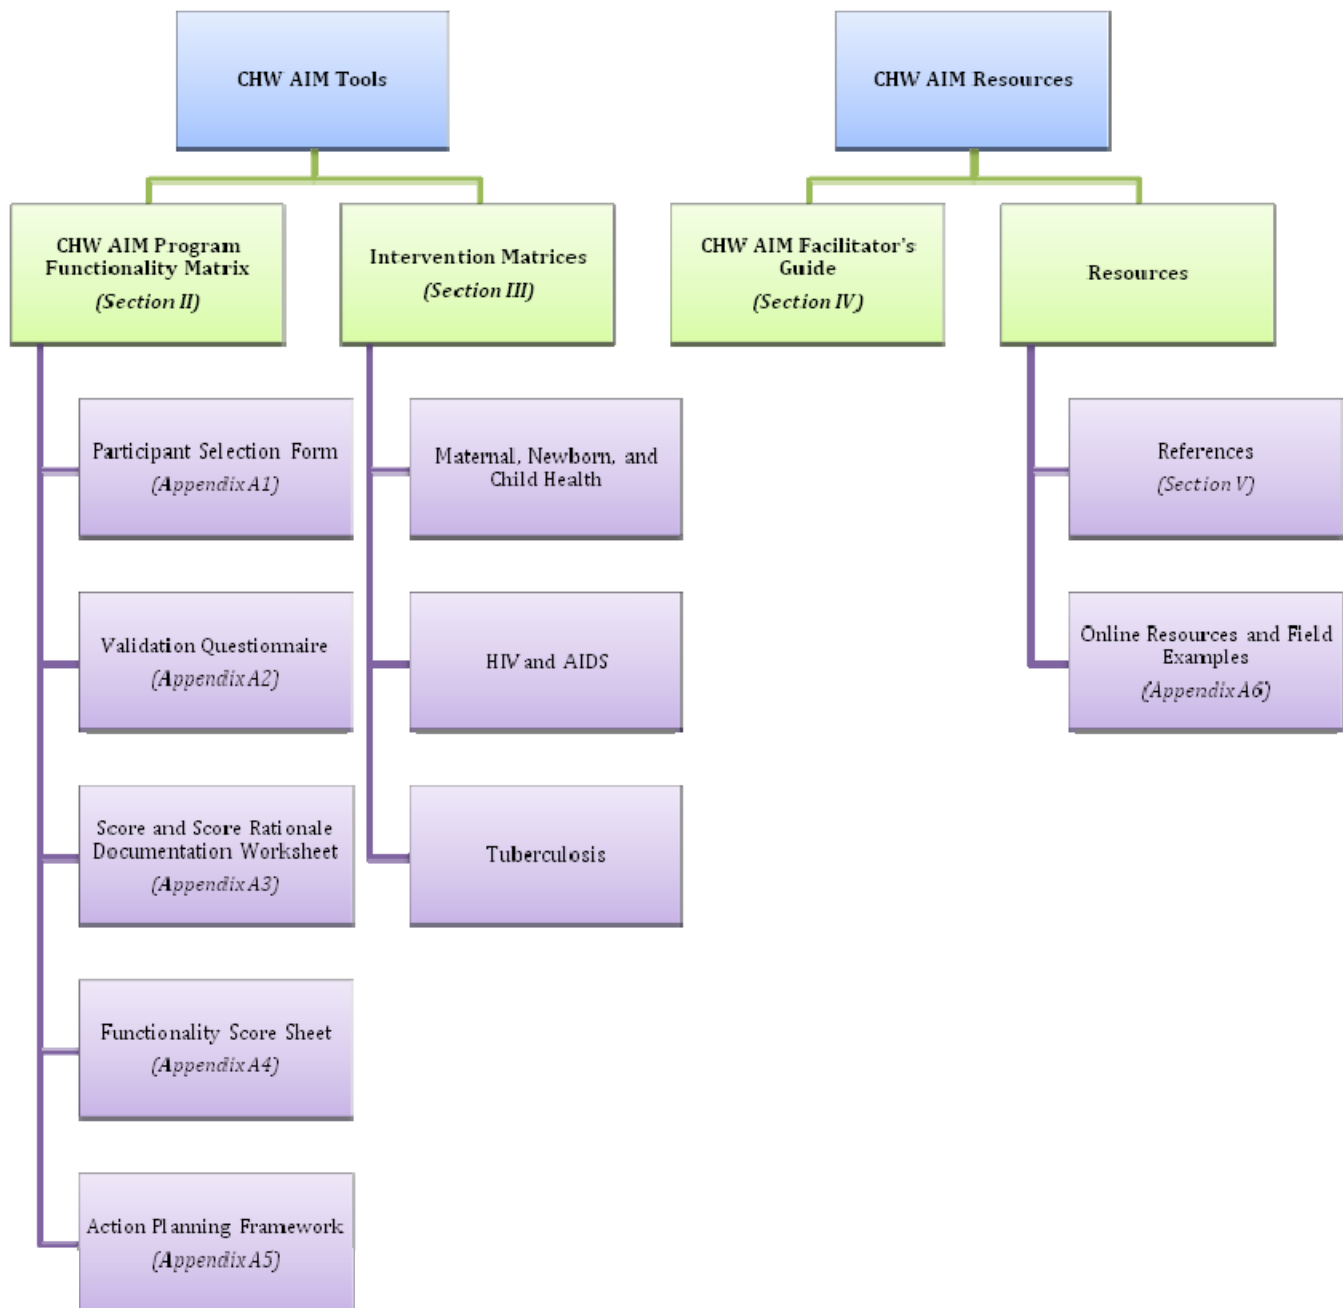 CHW AIM Tools
CHW AIM Resources
CHW AIM Program
Functionality Matrix
(Section II)
Intervention Matrices
(Section III)
CHW AIM Facilitator's
Guide
(Section IV)
Resources
Participant Selection Form
(Appendix A1)
Maternal, Newborn, and
Child Health
References
(Section V)
Validation Questionnaire
(Appendix A2)
HIV and AIDS
Online Resources and Field
Examples
(Appendix A6)
Score and Score Rationale
Documentation Worksheet
(Appendix A3)
Tuberculosis
Functionality Score Sheet
(Appendix A4)
Action Planning Framework
(Appendix A5)